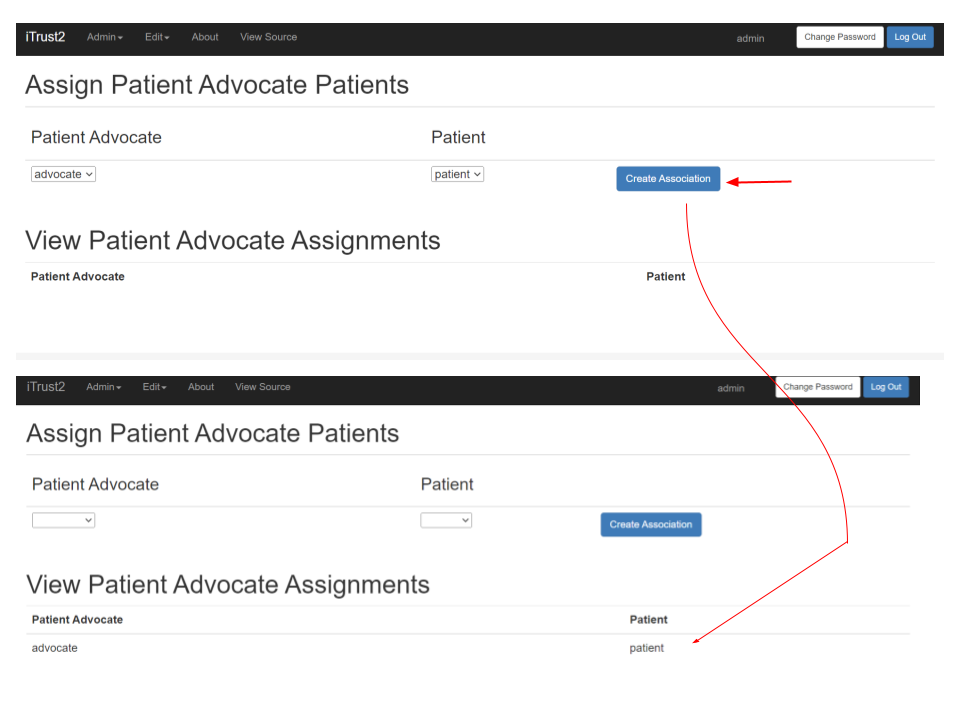 iTrust2 Admin Edit About View Source admin Change Password Log Out
Assign Patient Advocate Patients
Patient Advocate Patient
advocate patient Create Association
View Patient Advocate Assignments
Patient Advocate Patient
iTrust2 Admin Edit About View Source admin Change Password Log Out
Assign Patient Advocate Patients
Patient Advocate Patient
Create Association
View Patient Advocate Assignments
Patient Advocate Patient
advocate patient